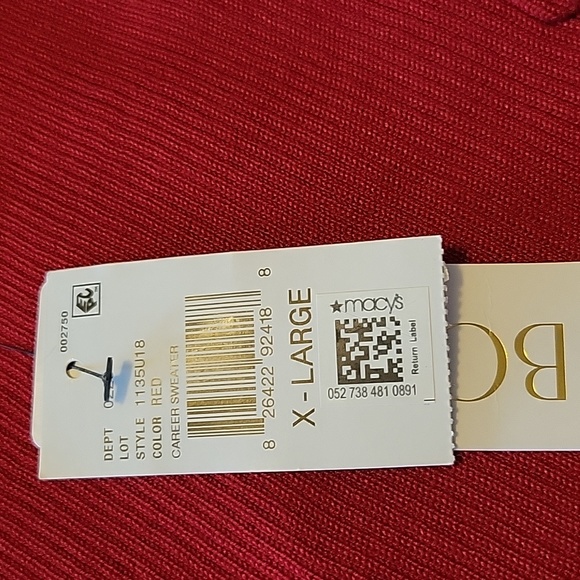 002750
DEPT
LOT
STYLE 1135U18
COLOR RED
CAREER SWEATER
8 26422 92418 8
X - LARGE
★macy's
Return Label
052 738 481 0891
BO